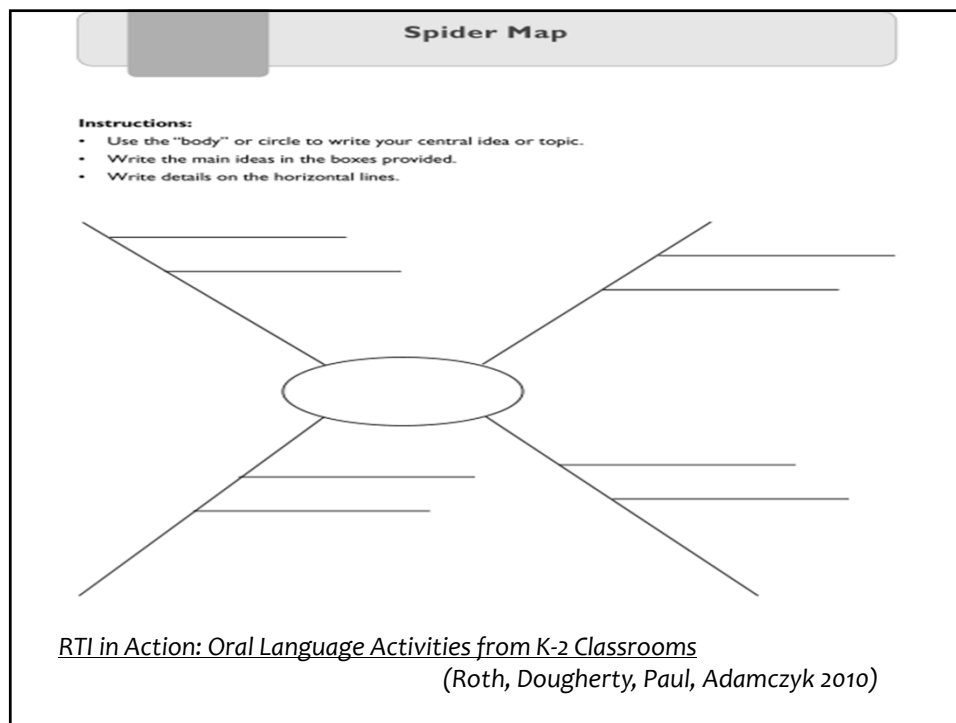 Spider Map
Instructions:
• Use the "body" or circle to write your central idea or topic.
• Write the main ideas in the boxes provided.
• Write details on the horizontal lines.
RTI in Action: Oral Language Activities from K-2 Classrooms
(Roth, Dougherty, Paul, Adamczyk 2010)